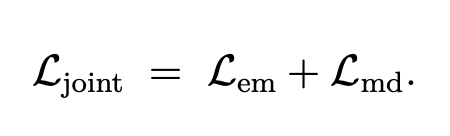 ℒ_joint = ℒ_em + ℒ_md.